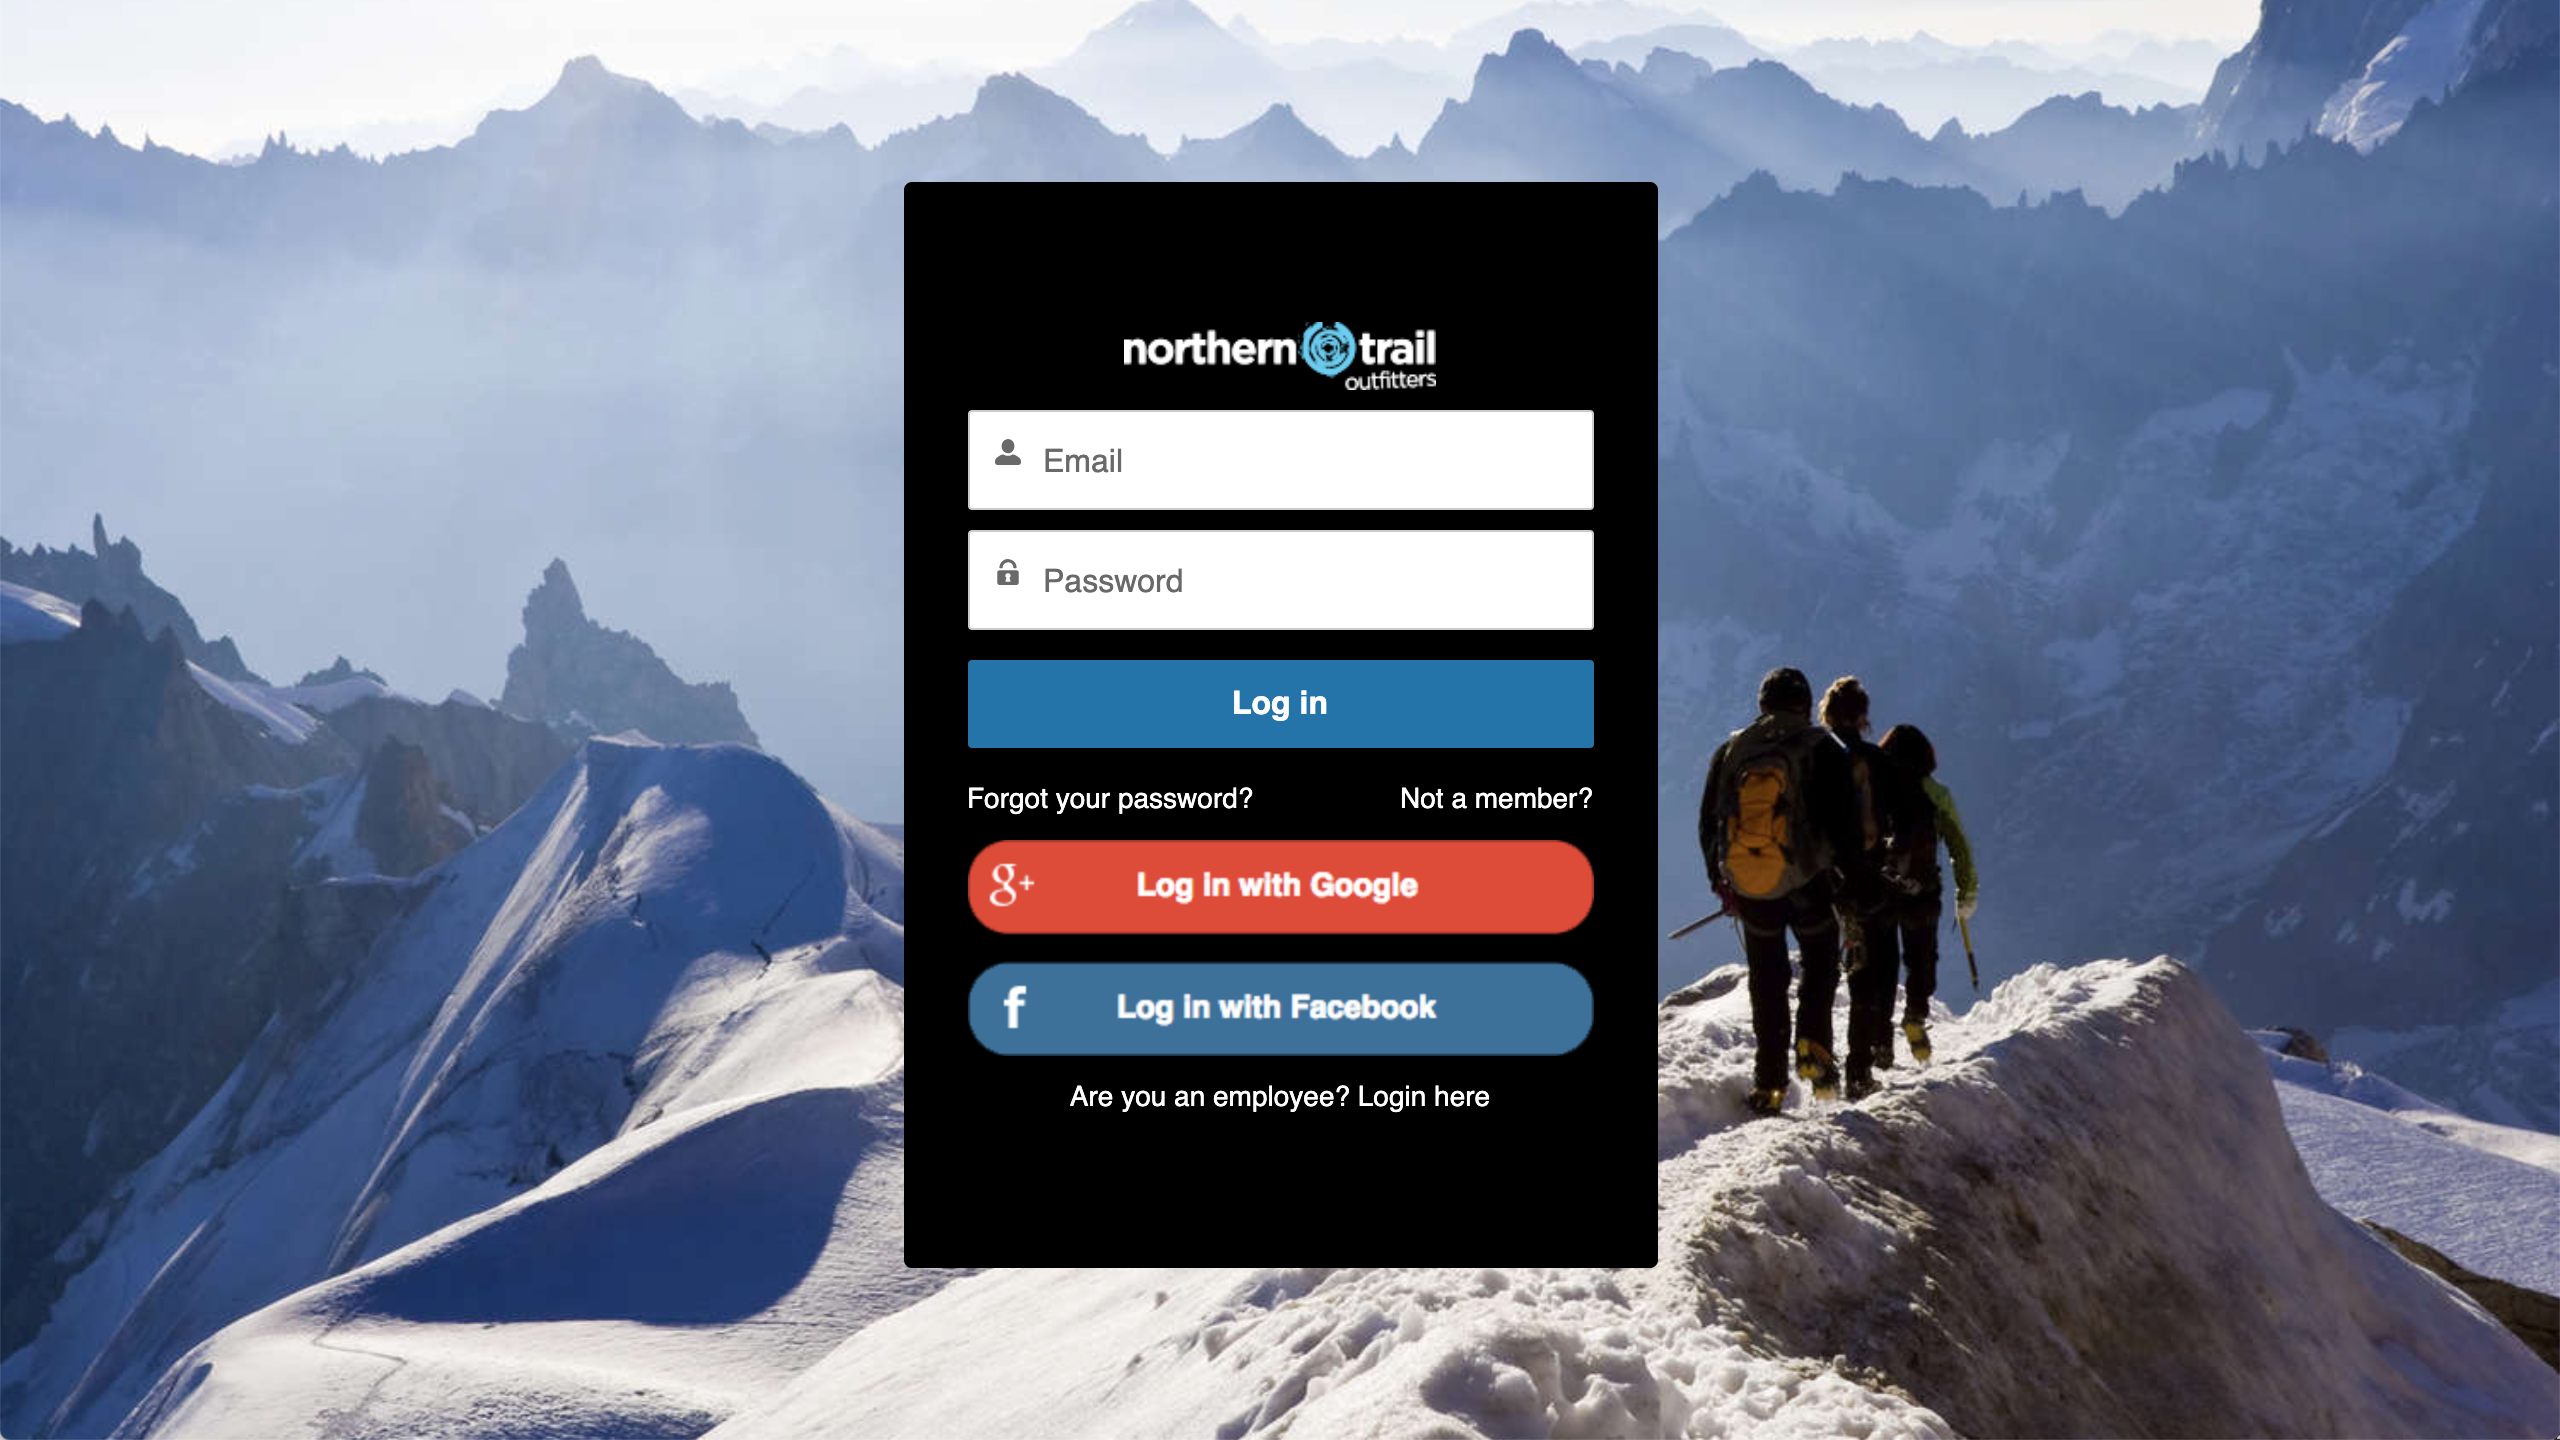 northern trail
outfitters
Email
Password
Log in
Forgot your password? Not a member?
g+ Log in with Google
f Log in with Facebook
Are you an employee? Login here